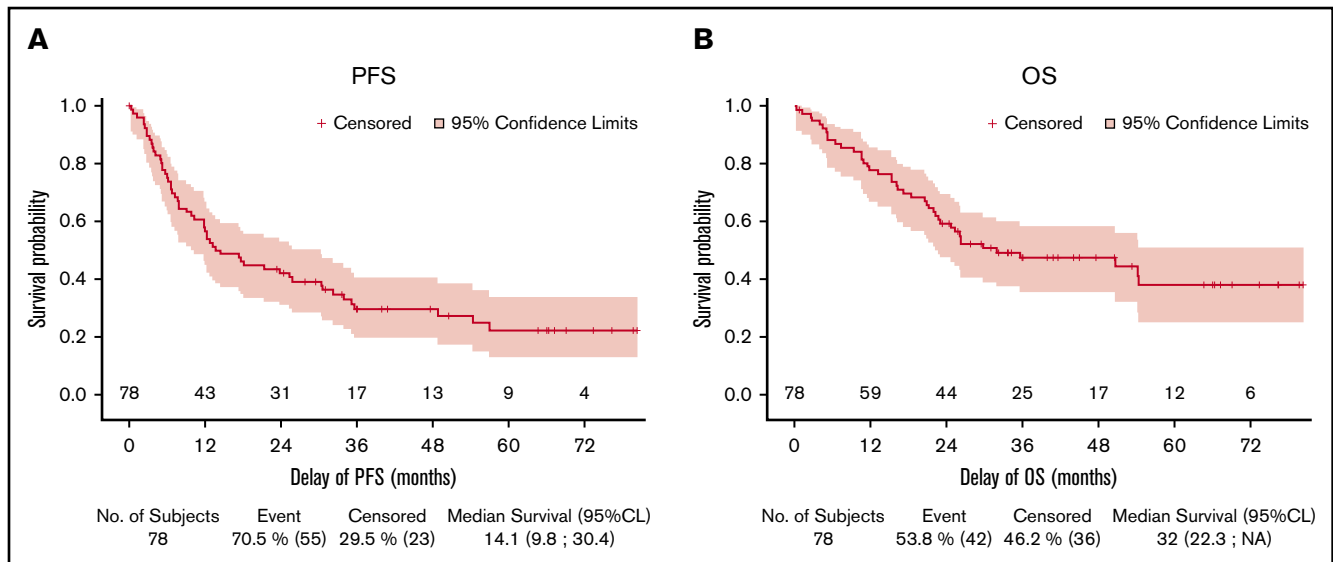 A
PFS
+ Censored 95% Confidence Limits
Survival probability
1.0
0.8
0.6
0.4
0.2
0.0
78 43 31 17 13 9 4
0 12 24 36 48 60 72
Delay of PFS (months)
No. of Subjects Event Censored Median Survival (95%CL)
78 70.5 % (55) 29.5 % (23) 14.1 (9.8 ; 30.4)
B
OS
+ Censored 95% Confidence Limits
Survival probability
1.0
0.8
0.6
0.4
0.2
0.0
78 59 44 25 17 12 6
0 12 24 36 48 60 72
Delay of OS (months)
No. of Subjects Event Censored Median Survival (95%CL)
78 53.8 % (42) 46.2 % (36) 32 (22.3 ; NA)